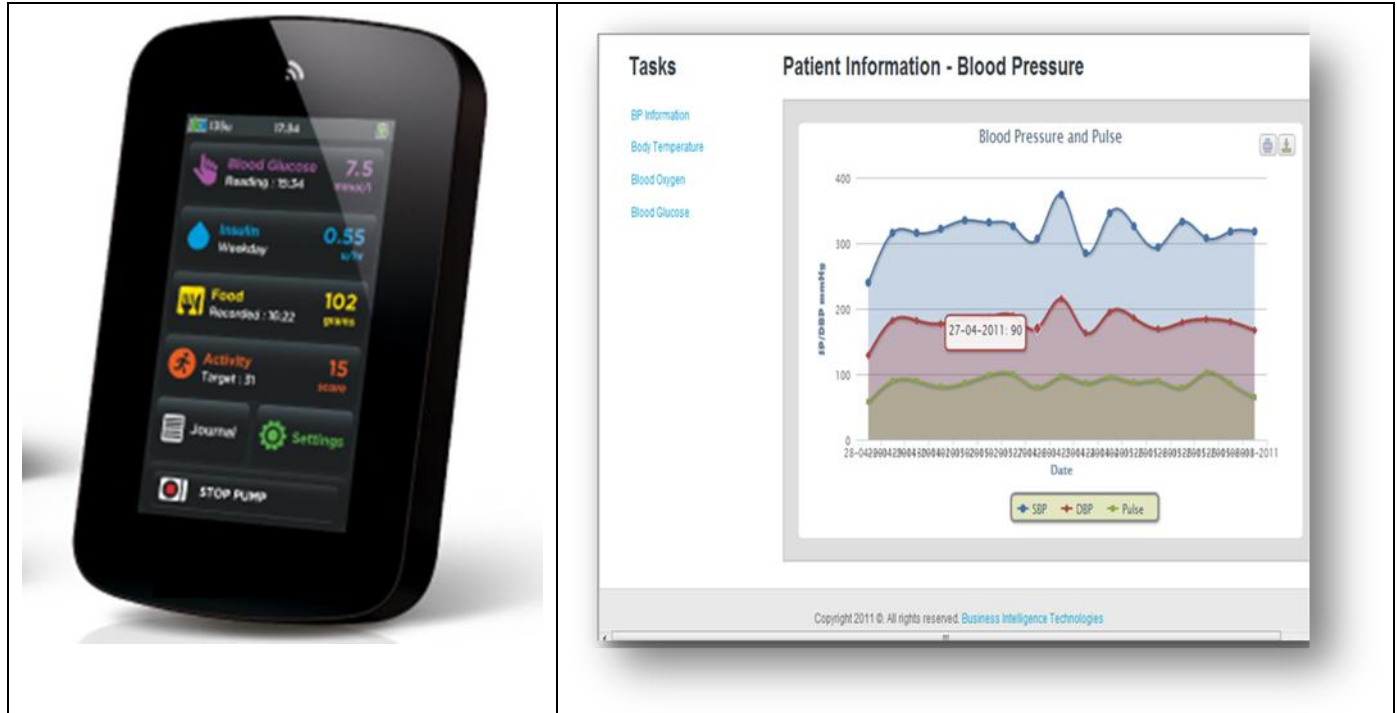 17:34
Blood Glucose 7.5
Reading : 15:34 mmol/l
Insulin 0.55
Weekday u/hr
Food 102
Recorded : 16:22 grams
Activity 15
Target : 31 score
Journal Settings
STOP PUMP
Tasks
BP Information
Body Temperature
Blood Oxygen
Blood Glucose
Patient Information - Blood Pressure
Blood Pressure and Pulse
400
300
200
100
0
SP/DBP mmHg
27-04-2011: 90
Date
SBP DBP Pulse
Copyright 2011 ©. All rights reserved. Business Intelligence Technologies